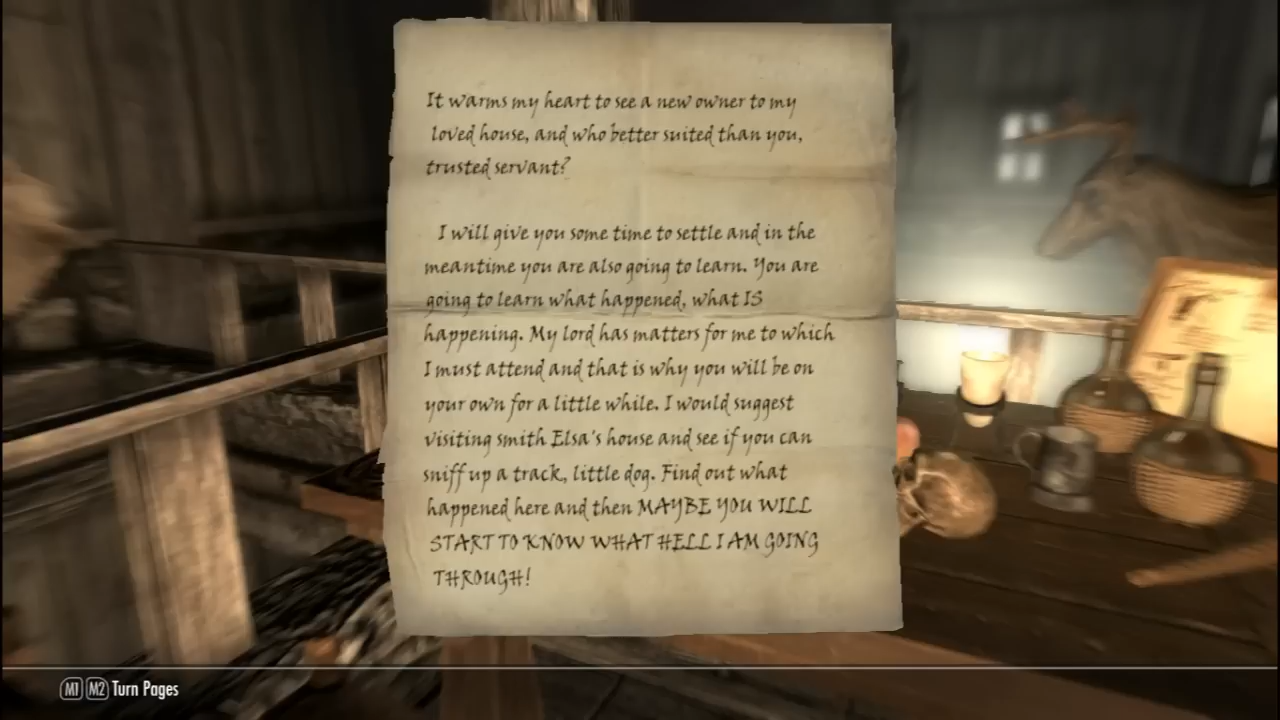 It warms my heart to see a new owner to my
loved house, and who better suited than you,
trusted servant?
I will give you some time to settle and in the
meantime you are also going to learn. You are
going to learn what happened, what IS
happening. My lord has matters for me to which
I must attend and that is why you will be on
your own for a little while. I would suggest
visiting smith Elsa's house and see if you can
sniff up a track, little dog. Find out what
happened here and then MAYBE YOU WILL
START TO KNOW WHAT HELL I AM GOING
THROUGH!
M1 M2 Turn Pages